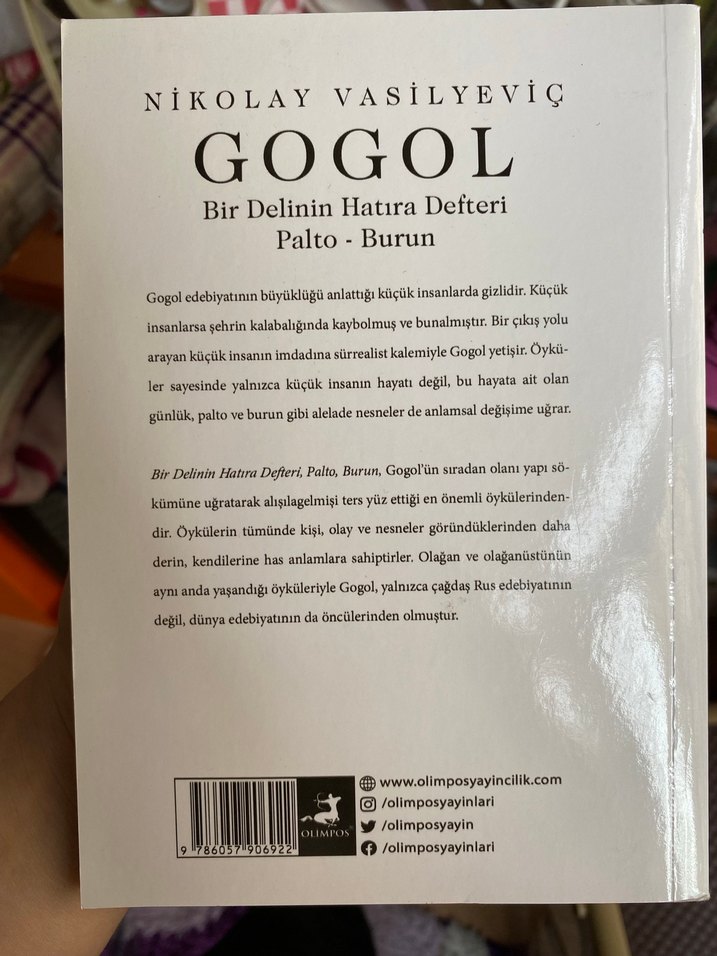 NİKOLAY VASİLYEVİÇ
GOGOL
Bir Delinin Hatıra Defteri
Palto - Burun
Gogol edebiyatının büyüklüğü anlattığı küçük insanlarda gizlidir. Küçük
insanlarsa şehrin kalabalığında kaybolmuş ve bunalmıştır. Bir çıkış yolu
arayan küçük insanın imdadına sürrealist kalemiyle Gogol yetişir. Öykü-
ler sayesinde yalnızca küçük insanın hayatı değil, bu hayata ait olan
günlük, palto ve burun gibi alelade nesneler de anlamsal değişime uğrar.
Bir Delinin Hatıra Defteri, Palto, Burun, Gogol'ün sıradan olanı yapı sö-
kümüne uğratarak alışılagelmişi ters yüz ettiği en önemli öykülerinden-
dir. Öykülerin tümünde kişi, olay ve nesneler göründüklerinden daha
derin, kendilerine has anlamlara sahiptirler. Olağan ve olağanüstünün
aynı anda yaşandığı öyküleriyle Gogol, yalnızca çağdaş Rus edebiyatının
değil, dünya edebiyatının da öncülerinden olmuştur.
www.olimposyayincilik.com
/olimposyayinlari
/olimposyayin
/olimposyayinlari
OLİMPOS
9 786057 906922